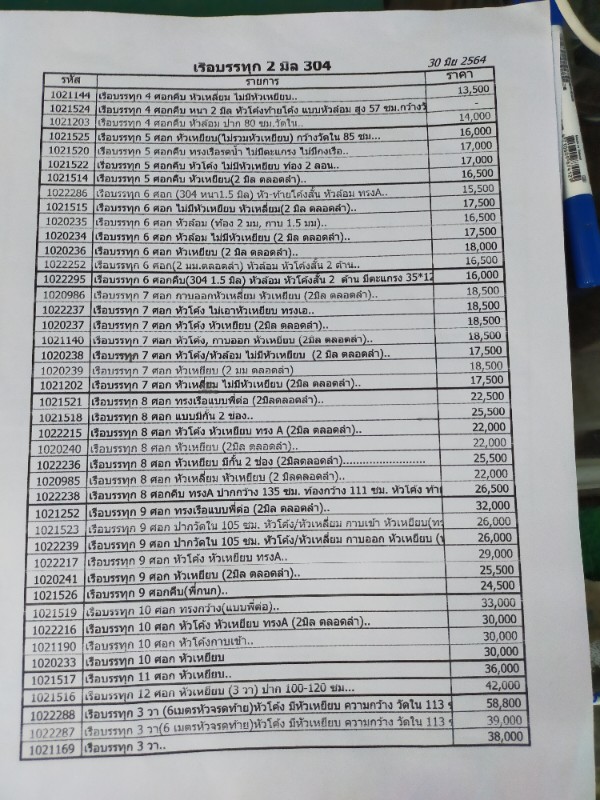 เรือบรรทุก 2 มิล 304
30 มิย 2564
รหัส รายการ ราคา
1021144 เรือบรรทุก 4 ศอกคืบ หัวเหลี่ยม ไม่มีหัวเหยียบ.. 13,500
1021524 เรือบรรทุก 4 ศอกคืบ หนา 2 มิล หัวโค้งท้ายโค้ง แบบหัวล้อม สูง 57 ซม.กว้างวั -
1021203 เรือบรรทุก 4 ศอกคืบ หัวล้อม ปาก 80 ซม.วัดใน.. 14,000
1021525 เรือบรรทุก 5 ศอก หัวเหยียบ(ไม่รวมหัวเหยียบ) กว้างวัดใน 85 ซม... 16,000
1021520 เรือบรรทุก 5 ศอกคืบ ทรงเรือรดน้ำ ไม่มีตะแกรง ไม่มีกงเรือ.. 17,000
1021522 เรือบรรทุก 5 ศอกคืบ หัวโค้ง ไม่มีหัวเหยียบ ท้อง 2 ลอน.. 17,000
1021514 เรือบรรทุก 5 ศอกคืบ หัวเหยียบ(2 มิล ตลอดลำ).. 16,500
1022286 เรือบรรทุก 6 ศอก (304 หนา1.5 มิล) หัว-ท้ายโค้งสั้น หัวล้อม ทรงA.. 15,500
1021515 เรือบรรทุก 6 ศอก ไม่มีหัวเหยียบ หัวเหลี่ยม(2 มิล ตลอดลำ).. 17,500
1020235 เรือบรรทุก 6 ศอก หัวล้อม (ท้อง 2 มม, กาบ 1.5 มม).. 16,500
1020234 เรือบรรทุก 6 ศอก หัวล้อม ไม่มีหัวเหยียบ (2 มิล ตลอดลำ).. 17,500
1020236 เรือบรรทุก 6 ศอก หัวเหยียบ (2 มิล ตลอดลำ).. 18,000
1022252 เรือบรรทุก 6 ศอก(2 มม.ตลอดลำ) หัวล้อม หัวโค้งสั้น 2 ด้าน.. 16,500
1022295 เรือบรรทุก 6 ศอกคืบ(304 1.5 มิล) หัวล้อม หัวโค้งสั้น 2 ด้าน มีตะแกรง 35*12 16,000
1020986 เรือบรรทุก 7 ศอก กาบออกหัวเหลี่ยม หัวเหยียบ (2มิล ตลอดลำ).. 18,500
1022237 เรือบรรทุก 7 ศอก หัวโค้ง ไม่เอาหัวเหยียบ ทรงเอ.. 18,500
1020237 เรือบรรทุก 7 ศอก หัวโค้ง หัวเหยียบ (2มิล ตลอดลำ).. 18,500
1021140 เรือบรรทุก 7 ศอก หัวโค้ง, กาบออก หัวเหยียบ (2มิล ตลอดลำ).. 18,500
1020238 เรือบรรทุก 7 ศอก หัวโค้ง/หัวล้อม ไม่มีหัวเหยียบ (2 มิล ตลอดลำ).. 17,500
1020239 เรือบรรทุก 7 ศอก หัวเหยียบ (2 มม ตลอดลำ) 18,500
1021202 เรือบรรทุก 7 ศอก หัวเหลี่ยม ไม่มีหัวเหยียบ (2มิล ตลอดลำ).. 17,500
1021521 เรือบรรทุก 8 ศอก ทรงเรือแบบพี่ต่อ (2มิลตลอดลำ).. 22,500
1021518 เรือบรรทุก 8 ศอก แบบมีกั้น 2 ช่อง.. 25,500
1022215 เรือบรรทุก 8 ศอก หัวโค้ง หัวเหยียบ ทรง A (2มิล ตลอดลำ).. 22,000
1020240 เรือบรรทุก 8 ศอก หัวเหยียบ (2มิล ตลอดลำ).. 22,000
1022236 เรือบรรทุก 8 ศอก หัวเหยียบ มีกั้น 2 ช่อง (2มิลตลอดลำ)......................... 25,500
1020985 เรือบรรทุก 8 ศอก หัวเหลี่ยม หัวเหยียบ (2 มิลตลอดลำ).. 22,000
1022238 เรือบรรทุก 8 ศอกคืบ ทรงA ปากกว้าง 135 ซม. ท้องกว้าง 111 ซม. หัวโค้ง ท้า 26,500
1021252 เรือบรรทุก 9 ศอก ทรงเรือแบบพี่ต่อ (2มิล ตลอดลำ).. 32,000
1021523 เรือบรรทุก 9 ศอก ปากวัดใน 105 ซม. หัวโค้ง/หัวเหลี่ยม กาบเข้า หัวเหยียบ(ทร 26,000
1022239 เรือบรรทุก 9 ศอก ปากวัดใน 105 ซม. หัวโค้ง/หัวเหลี่ยม กาบออก หัวเหยียบ ( 26,000
1022217 เรือบรรทุก 9 ศอก หัวโค้ง หัวเหยียบ ทรงA.. 29,000
1020241 เรือบรรทุก 9 ศอก หัวเหยียบ (2มิล ตลอดลำ).. 25,500
1021526 เรือบรรทุก 9 ศอกคืบ(พี่กนก).. 24,500
1021519 เรือบรรทุก 10 ศอก ทรงกว้าง(แบบพี่ต่อ).. 33,000
1022216 เรือบรรทุก 10 ศอก หัวโค้ง หัวเหยียบ ทรงA (2มิล ตลอดลำ).. 30,000
1021190 เรือบรรทุก 10 ศอก หัวโค้งกาบเข้า.. 30,000
1020233 เรือบรรทุก 10 ศอก หัวเหยียบ 30,000
1021517 เรือบรรทุก 11 ศอก หัวเหยียบ.. 36,000
1021516 เรือบรรทุก 12 ศอก หัวเหยียบ (3 วา) ปาก 100-120 ซม... 42,000
1022288 เรือบรรทุก 3 วา (6เมตรหัวจรดท้าย)หัวโค้ง มีหัวเหยียบ ความกว้าง วัดใน 113 ซ 58,800
1022287 เรือบรรทุก 3 วา(6 เมตรหัวจรดท้าย)หัวโค้ง มีหัวเหยียบ ความกว้าง วัดใน 113 ซ 39,000
1021169 เรือบรรทุก 3 วา.. 38,000